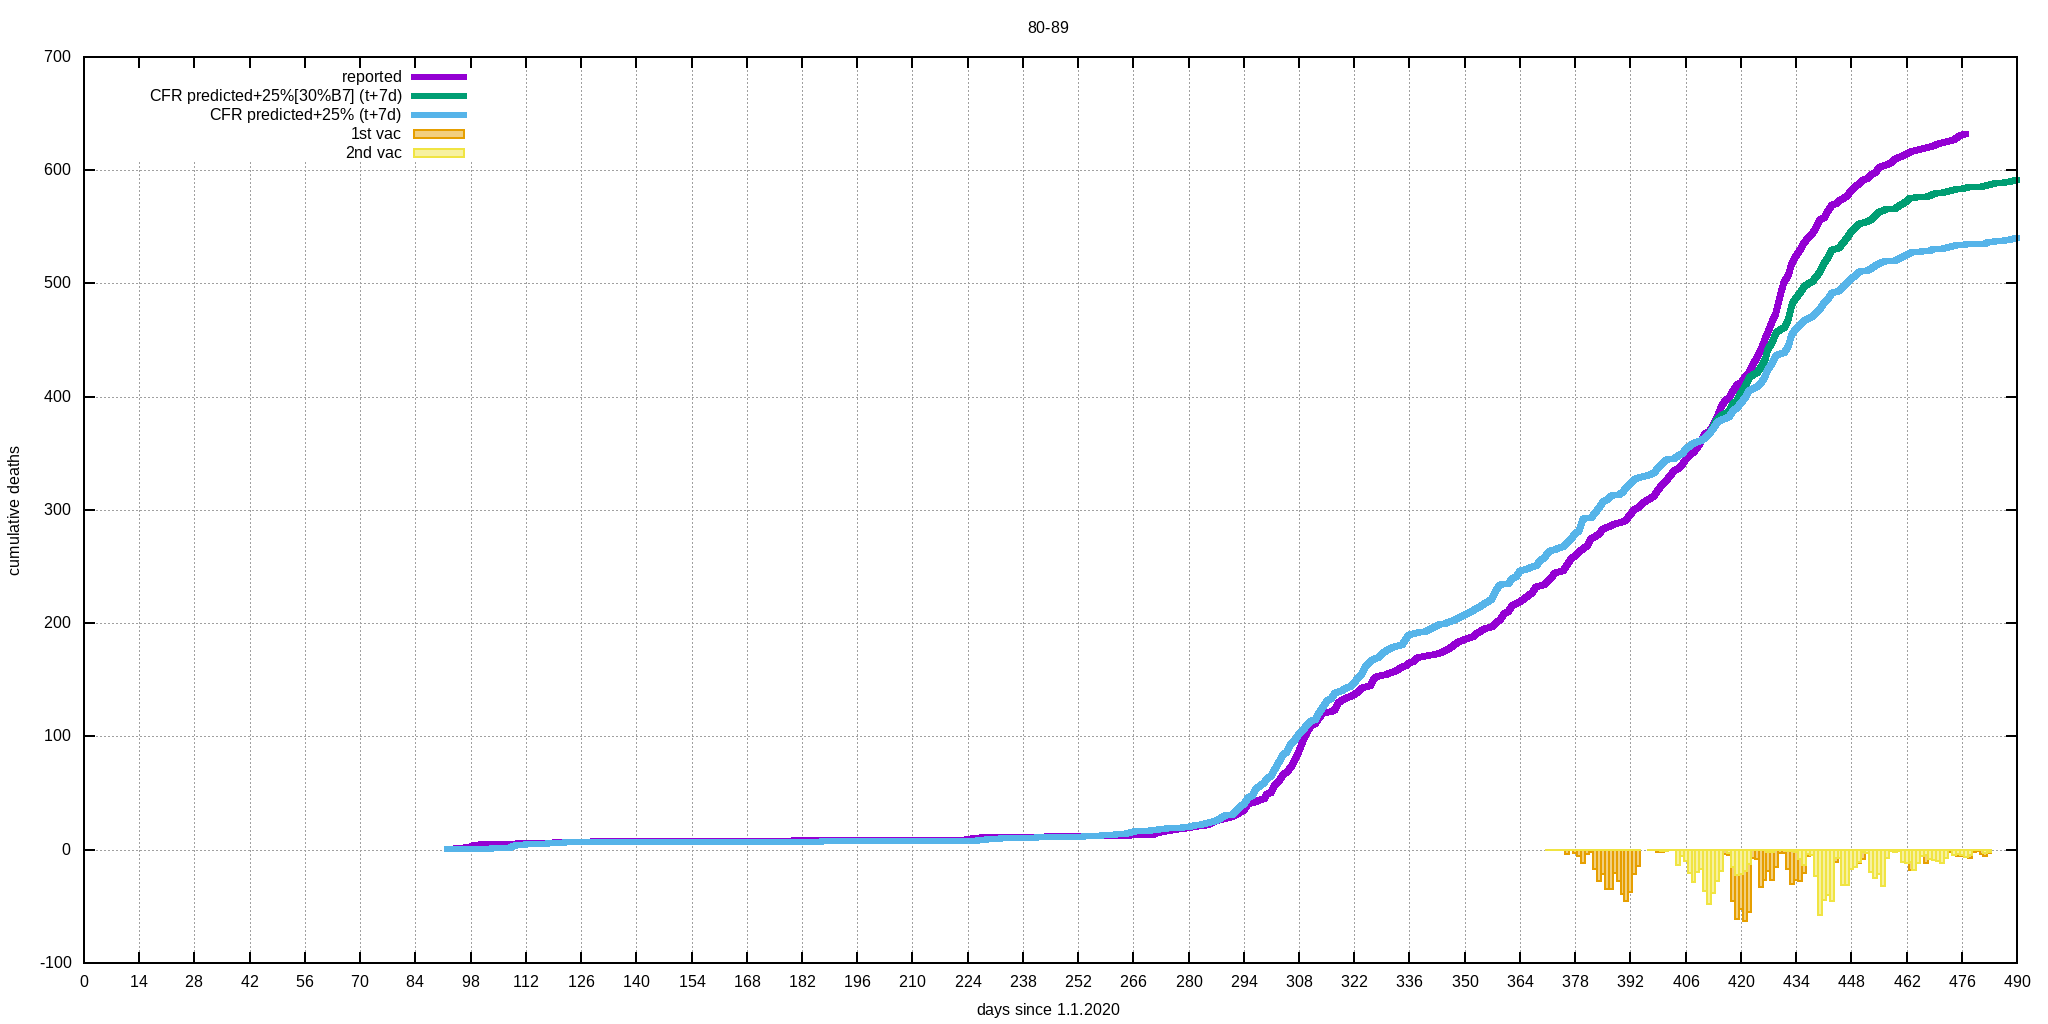 80-89
700
600
500
400
300
200
100
0
-100
cumulative deaths
reported
CFR predicted+25%[30%B7] (t+7d)
CFR predicted+25% (t+7d)
1st vac
2nd vac
0 14 28 42 56 70 84 98 112 126 140 154 168 182 196 210 224 238 252 266 280 294 308 322 336 350 364 378 392 406 420 434 448 462 476 490
days since 1.1.2020